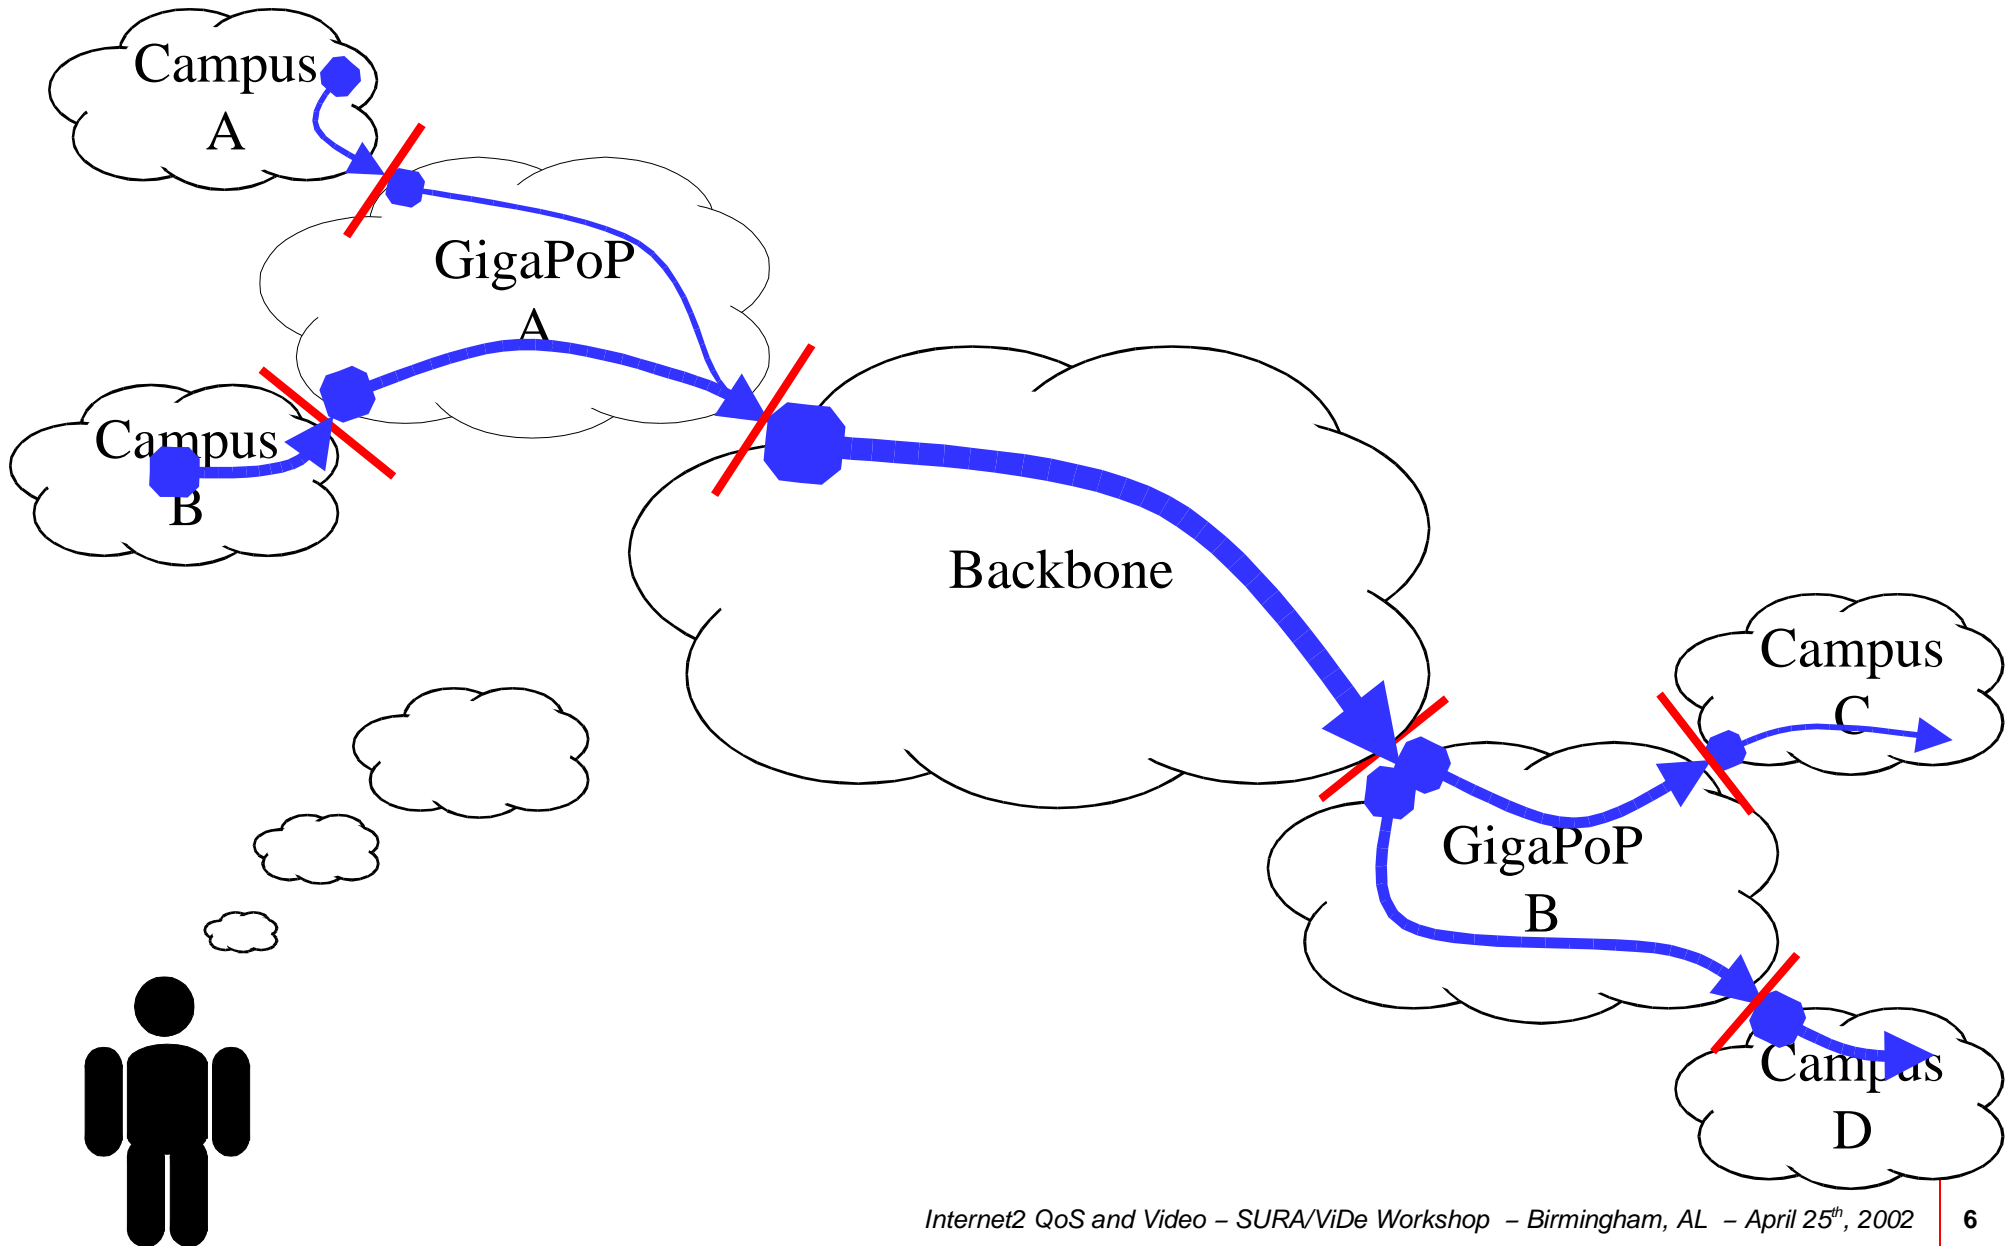 Campus
A
GigaPoP
A
Campus
B
Backbone
Campus
C
GigaPoP
B
Campus
D
Internet2 QoS and Video – SURA/ViDe Workshop – Birmingham, AL – April 25th, 2002 6